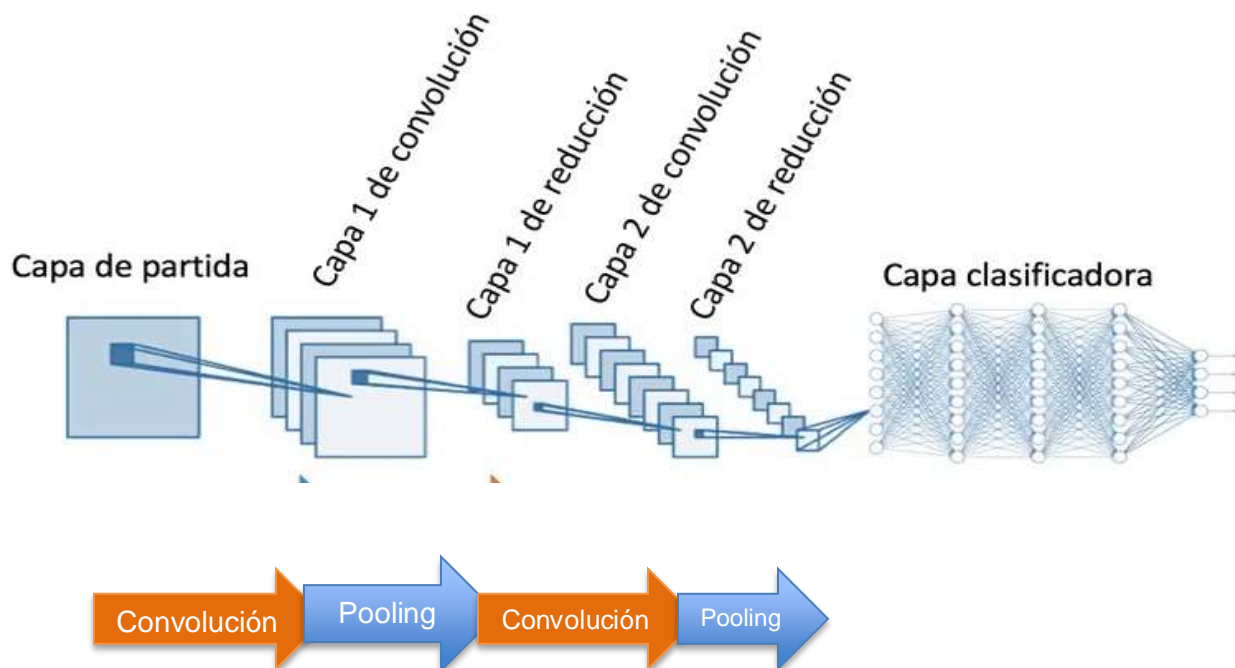 Capa de partida
Capa 1 de convolución
Capa 1 de reducción
Capa 2 de convolución
Capa 2 de reducción
Capa clasificadora
Convolución
Pooling
Convolución
Pooling